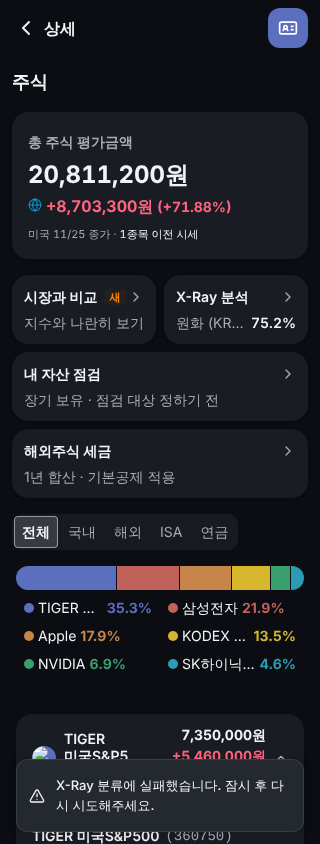 상세
주식
총 주식 평가금액
20,811,200원
+8,703,300원 (+71.88%)
미국 11/25 종가 · 1종목 이전 시세
시장과 비교 새
지수와 나란히 보기
X-Ray 분석
원화 (KR... 75.2%
내 자산 점검
장기 보유 · 점검 대상 정하기 전
해외주식 세금
1년 합산 · 기본공제 적용
전체 국내 해외 ISA 연금
TIGER ... 35.3% 삼성전자 21.9%
Apple 17.9% KODEX ... 13.5%
NVIDIA 6.9% SK하이닉... 4.6%
TIGER 7,350,000원
미국S&P5 +5,460,000원
X-Ray 분류에 실패했습니다. 잠시 후 다
시 시도해주세요.
TIGER 미국S&P500 (360750)